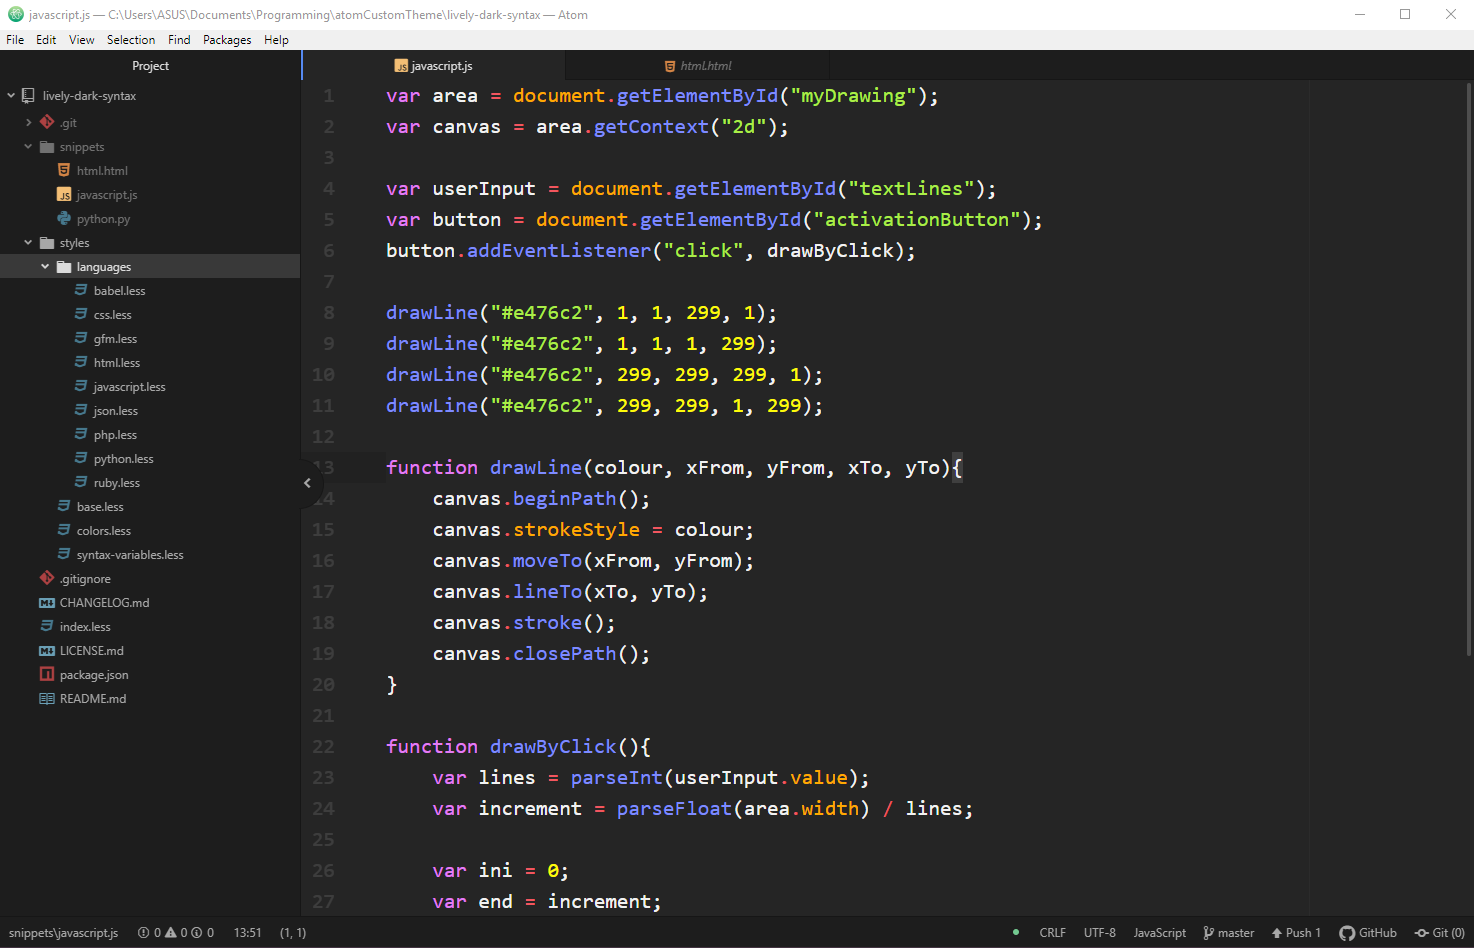 javascript.js — C:\Users\ASUS\Documents\Programming\atomCustomTheme\lively-dark-syntax — Atom
File Edit View Selection Find Packages Help
Project
lively-dark-syntax
.git
snippets
html.html
javascript.js
python.py
styles
languages
babel.less
css.less
gfm.less
html.less
javascript.less
json.less
php.less
python.less
ruby.less
base.less
colors.less
syntax-variables.less
.gitignore
CHANGELOG.md
index.less
LICENSE.md
package.json
README.md
javascript.js html.html
1 var area = document.getElementById("myDrawing");
2 var canvas = area.getContext("2d");
3
4 var userInput = document.getElementById("textLines");
5 var button = document.getElementById("activationButton");
6 button.addEventListener("click", drawByClick);
7
8 drawLine("#e476c2", 1, 1, 299, 1);
9 drawLine("#e476c2", 1, 1, 1, 299);
10 drawLine("#e476c2", 299, 299, 299, 1);
11 drawLine("#e476c2", 299, 299, 1, 299);
12
13 function drawLine(colour, xFrom, yFrom, xTo, yTo){
14 canvas.beginPath();
15 canvas.strokeStyle = colour;
16 canvas.moveTo(xFrom, yFrom);
17 canvas.lineTo(xTo, yTo);
18 canvas.stroke();
19 canvas.closePath();
20 }
21
22 function drawByClick(){
23 var lines = parseInt(userInput.value);
24 var increment = parseFloat(area.width) / lines;
25
26 var ini = 0;
27 var end = increment;
snippets\javascript.js 0 0 0 13:51 (1, 1) CRLF UTF-8 JavaScript master Push 1 GitHub Git (0)